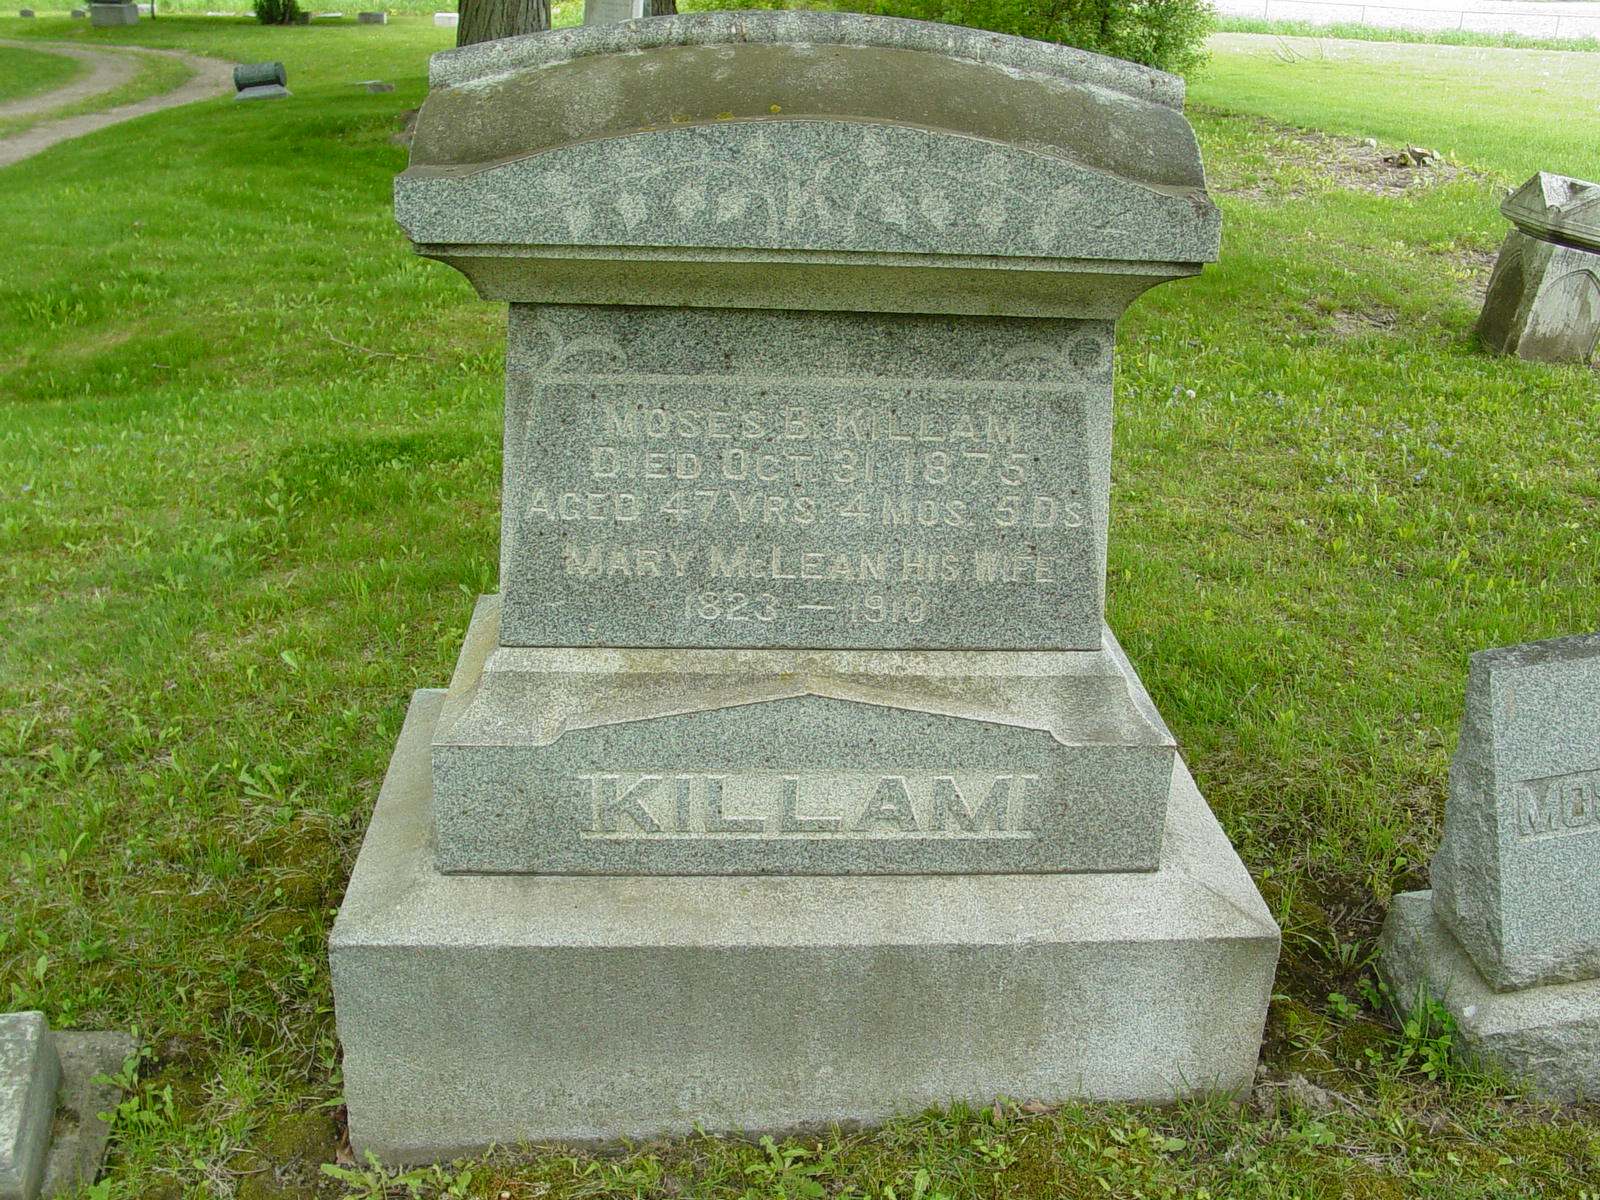 K
MOSES B. KILLAM
DIED OCT. 31, 1875
AGED 47 YRS. 4 MOS. 5 DS
MARY MCLEAN HIS WIFE
1823 — 1910
KILLAM
MO